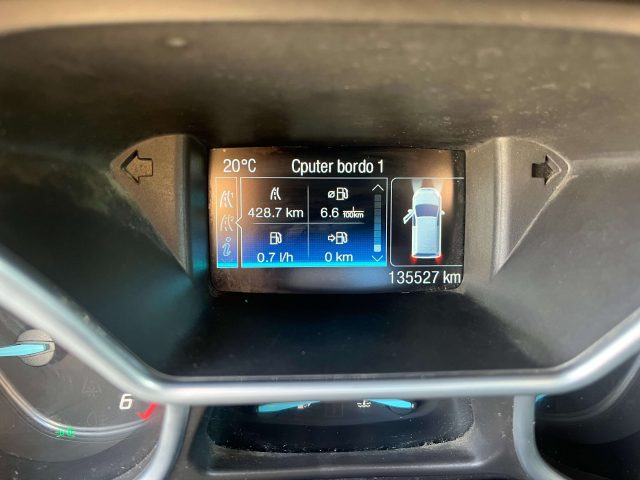 20°C Cputer bordo 1
428.7 km 6.6 l/100km
0.7 l/h 0 km
135527 km
6